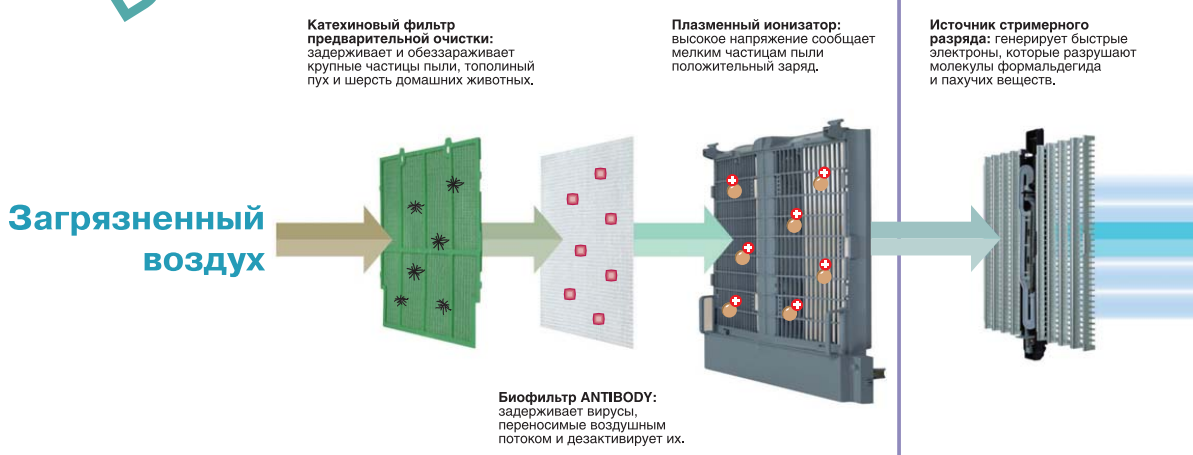 Катехиновый фильтр
предварительной очистки:
задерживает и обеззараживает
крупные частицы пыли, тополиный
пух и шерсть домашних животных.
Плазменный ионизатор:
высокое напряжение сообщает
мелким частицам пыли
положительный заряд.
Источник стримерного
разряда: генерирует быстрые
электроны, которые разрушают
молекулы формальдегида
и пахучих веществ.
Загрязненный
воздух
Биофильтр ANTIBODY:
задерживает вирусы,
переносимые воздушным
потоком и дезактивирует их.